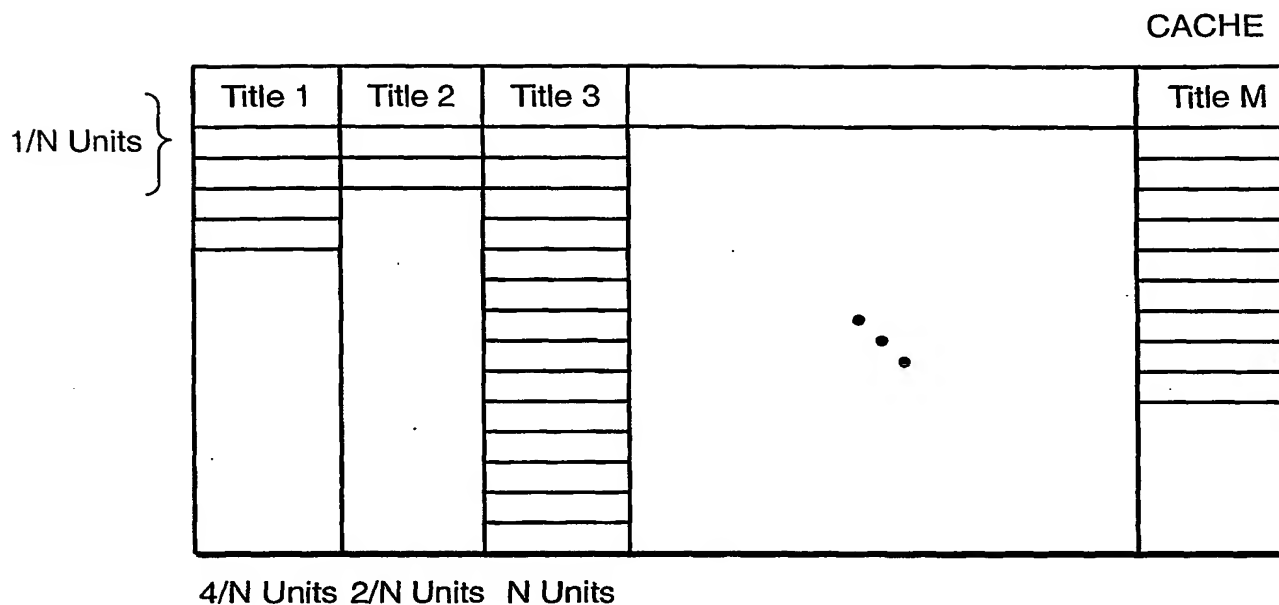 CACHE
Title 1 Title 2 Title 3 Title M
1/N Units
4/N Units 2/N Units N Units